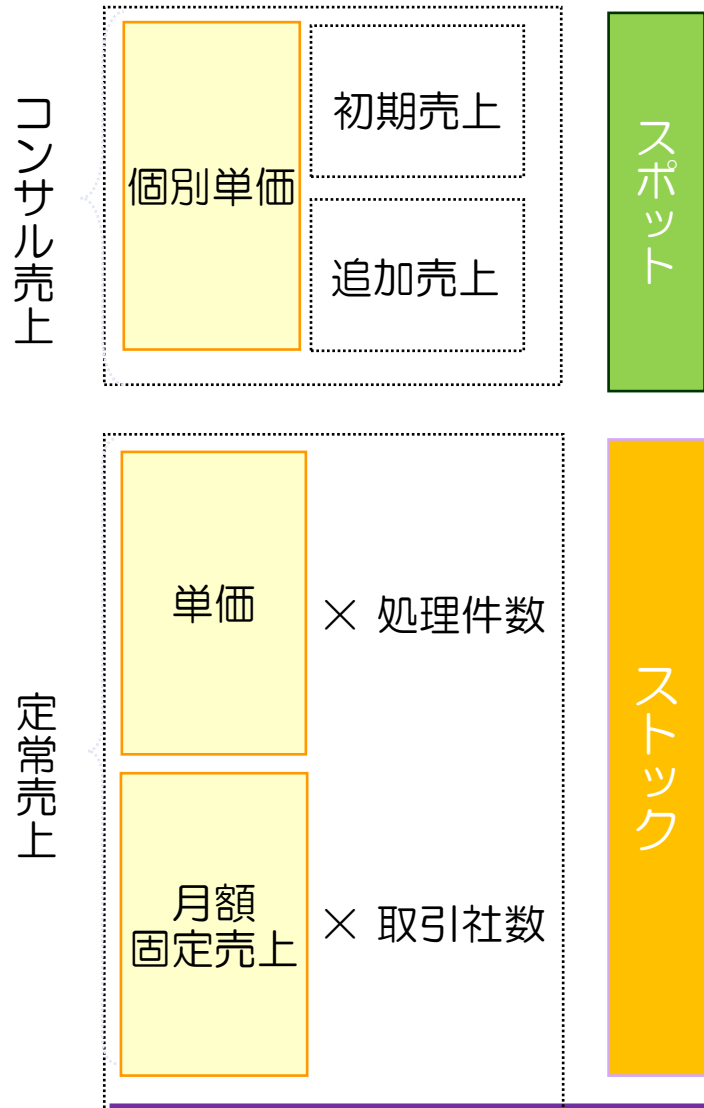 コンサル売上
個別単価
初期売上
追加売上
スポット
定常売上
単価
× 処理件数
月額
固定売上
× 取引社数
ストック